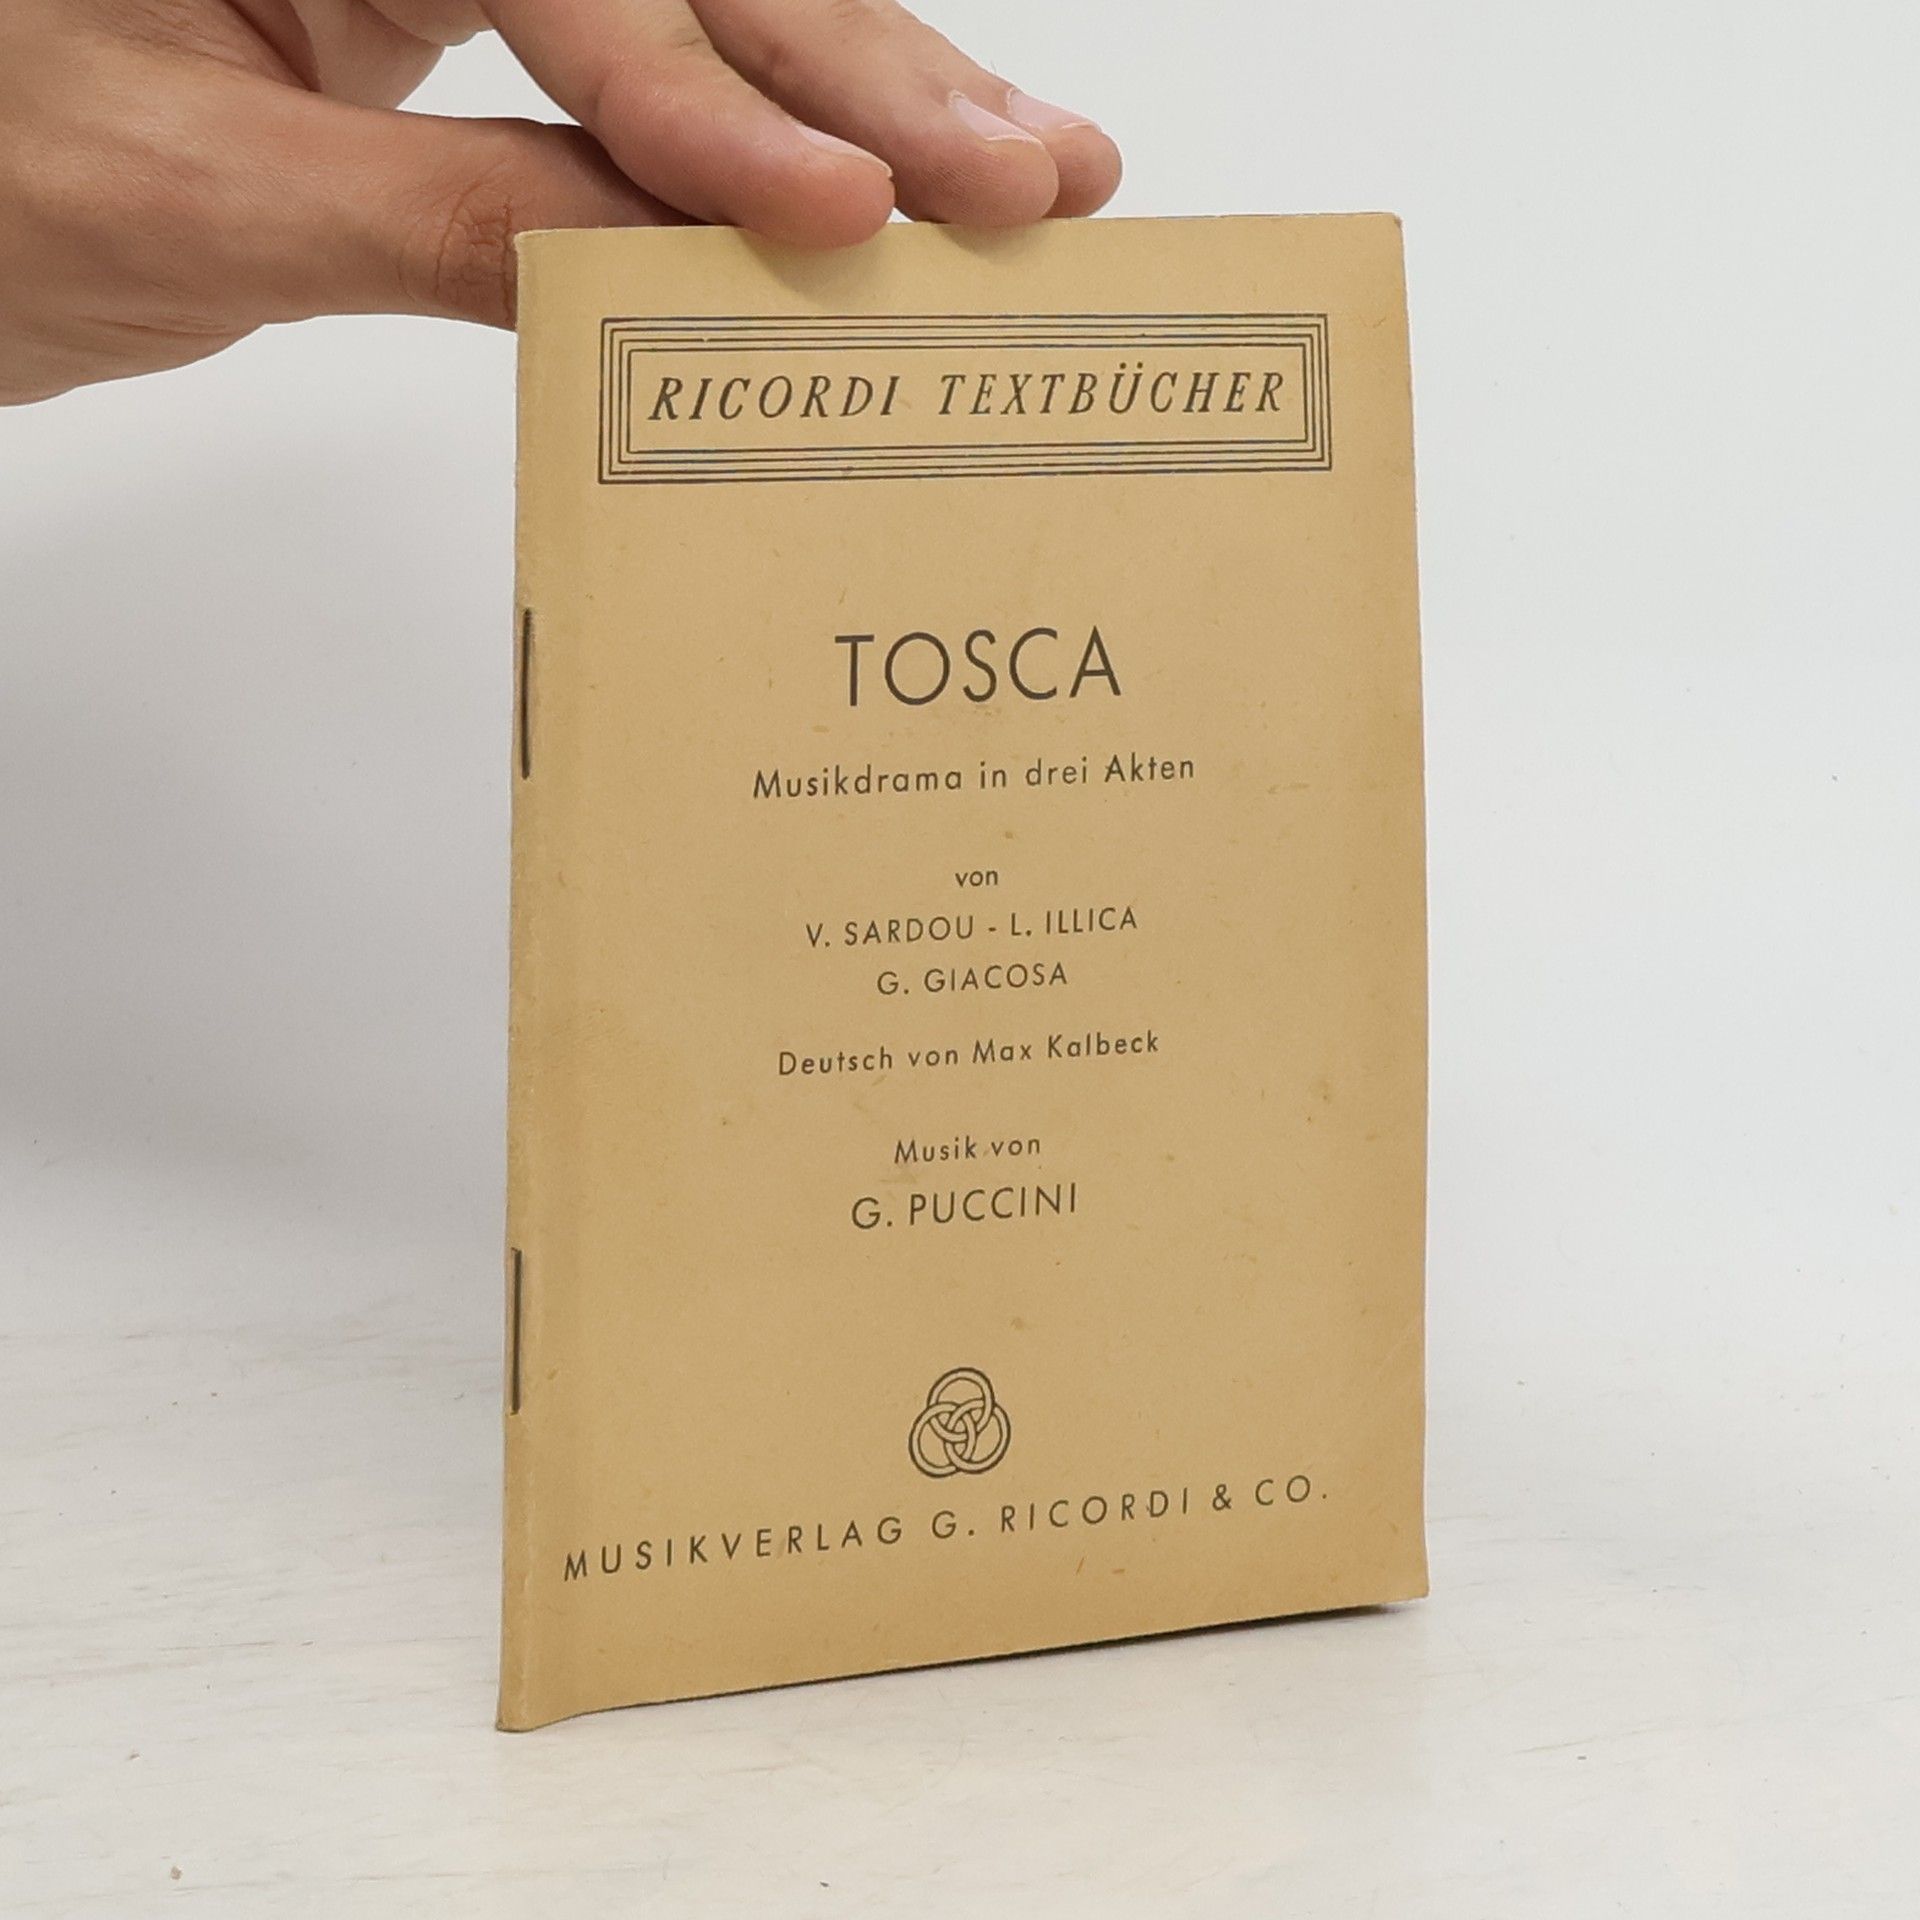 RICORDI TEXTBÜCHER
TOSCA
Musikdrama in drei Akten
von
V. SARDOU - L. ILLICA
G. GIACOSA
Deutsch von Max Kalbeck
Musik von
G. PUCCINI
MUSIKVERLAG G. RICORDI & CO.